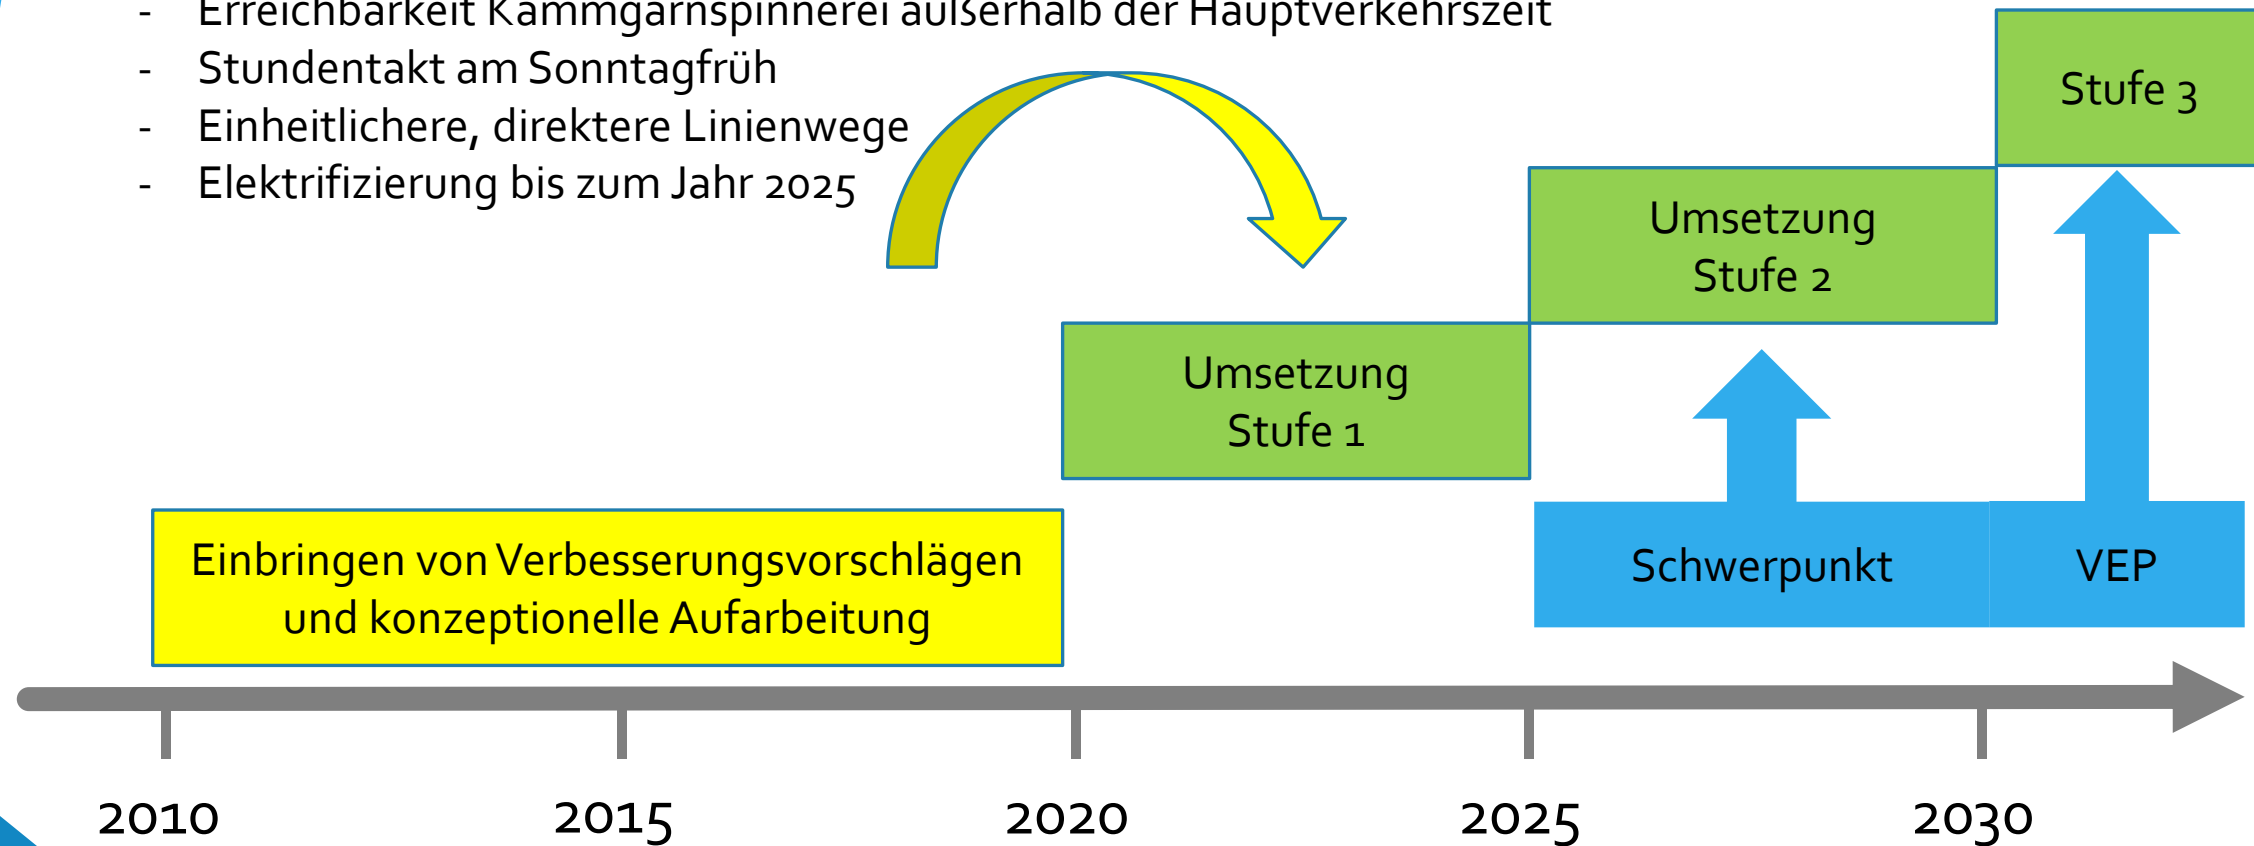 - Erreichbarkeit Kammgarnspinnerei außerhalb der Hauptverkehrszeit
- Stundentakt am Sonntagfrüh
- Einheitlichere, direktere Linienwege
- Elektrifizierung bis zum Jahr 2025
Stufe 3
Umsetzung
Stufe 2
Umsetzung
Stufe 1
Einbringen von Verbesserungsvorschlägen
und konzeptionelle Aufarbeitung
Schwerpunkt
VEP
2010
2015
2020
2025
2030